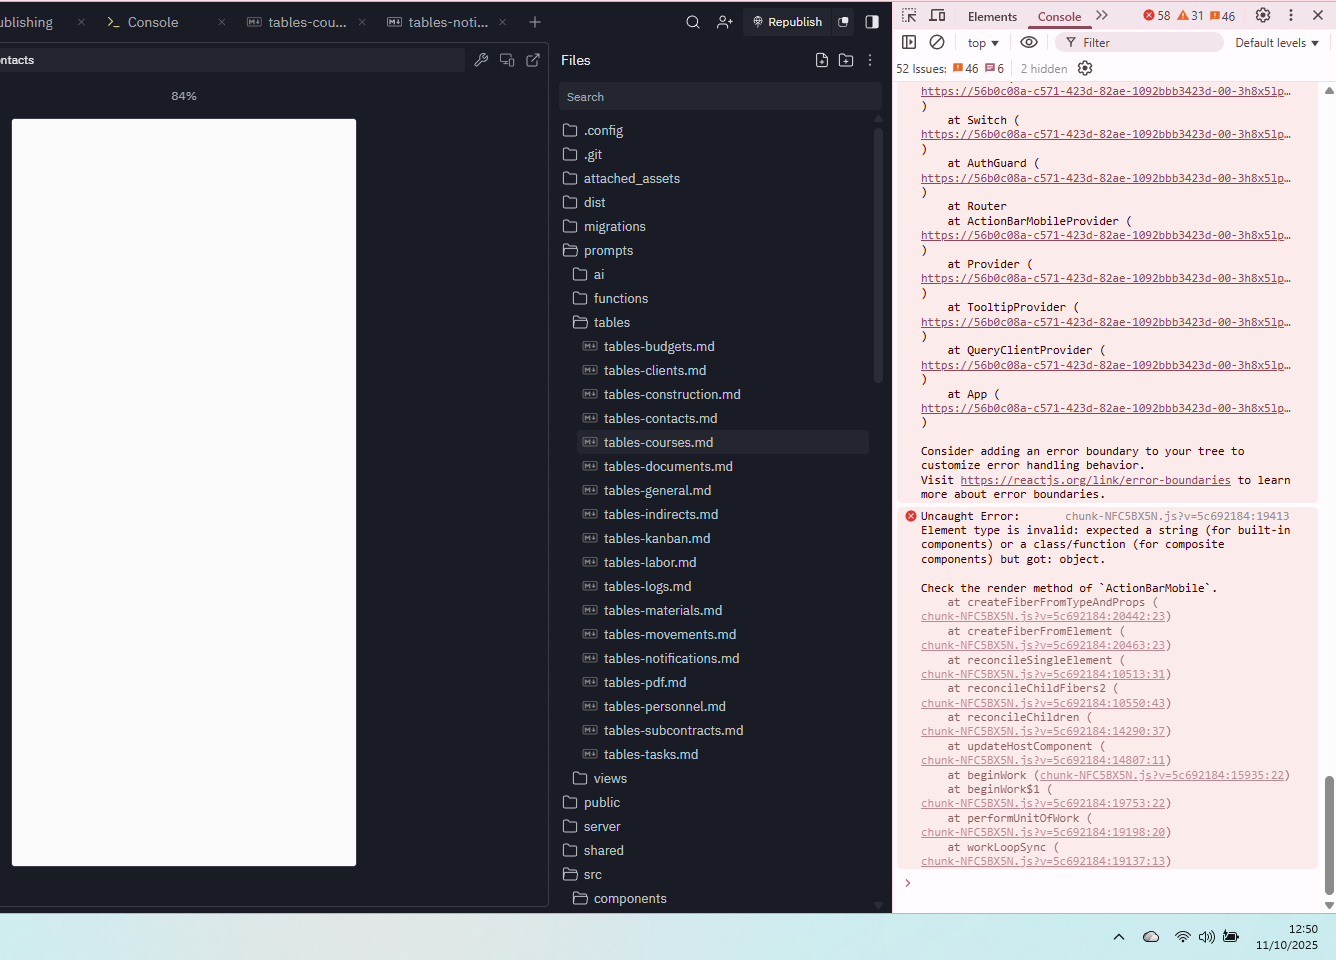 ublishing
Console
tables-cou...
tables-noti...
Republish
Elements
Console
58
31
46
top
Filter
Default levels
52 Issues:
46
6
2 hidden
ntacts
84%
Files
Search
.config
.git
attached_assets
dist
migrations
prompts
ai
functions
tables
tables-budgets.md
tables-clients.md
tables-construction.md
tables-contacts.md
tables-courses.md
tables-documents.md
tables-general.md
tables-indirects.md
tables-kanban.md
tables-labor.md
tables-logs.md
tables-materials.md
tables-movements.md
tables-notifications.md
tables-pdf.md
tables-personnel.md
tables-subcontracts.md
tables-tasks.md
views
public
server
shared
src
components
https://56b0c08a-c571-423d-82ae-1092bbb3423d-00-3h8x5lp…
)
at Switch (
https://56b0c08a-c571-423d-82ae-1092bbb3423d-00-3h8x5lp…
)
at AuthGuard (
https://56b0c08a-c571-423d-82ae-1092bbb3423d-00-3h8x5lp…
)
at Router
at ActionBarMobileProvider (
https://56b0c08a-c571-423d-82ae-1092bbb3423d-00-3h8x5lp…
)
at Provider (
https://56b0c08a-c571-423d-82ae-1092bbb3423d-00-3h8x5lp…
)
at TooltipProvider (
https://56b0c08a-c571-423d-82ae-1092bbb3423d-00-3h8x5lp…
)
at QueryClientProvider (
https://56b0c08a-c571-423d-82ae-1092bbb3423d-00-3h8x5lp…
)
at App (
https://56b0c08a-c571-423d-82ae-1092bbb3423d-00-3h8x5lp…
)
Consider adding an error boundary to your tree to
customize error handling behavior.
Visit https://reactjs.org/link/error-boundaries to learn
more about error boundaries.
Uncaught Error: chunk-NFC5BX5N.js?v=5c692184:19413
Element type is invalid: expected a string (for built-in
components) or a class/function (for composite
components) but got: object.
Check the render method of `ActionBarMobile`.
at createFiberFromTypeAndProps (
chunk-NFC5BX5N.js?v=5c692184:20442:23)
at createFiberFromElement (
chunk-NFC5BX5N.js?v=5c692184:20463:23)
at reconcileSingleElement (
chunk-NFC5BX5N.js?v=5c692184:10513:31)
at reconcileChildFibers2 (
chunk-NFC5BX5N.js?v=5c692184:10550:43)
at reconcileChildren (
chunk-NFC5BX5N.js?v=5c692184:14290:37)
at updateHostComponent (
chunk-NFC5BX5N.js?v=5c692184:14807:11)
at beginWork (chunk-NFC5BX5N.js?v=5c692184:15935:22)
at beginWork$1 (
chunk-NFC5BX5N.js?v=5c692184:19753:22)
at performUnitOfWork (
chunk-NFC5BX5N.js?v=5c692184:19198:20)
at workLoopSync (
chunk-NFC5BX5N.js?v=5c692184:19137:13)
12:50
11/10/2025